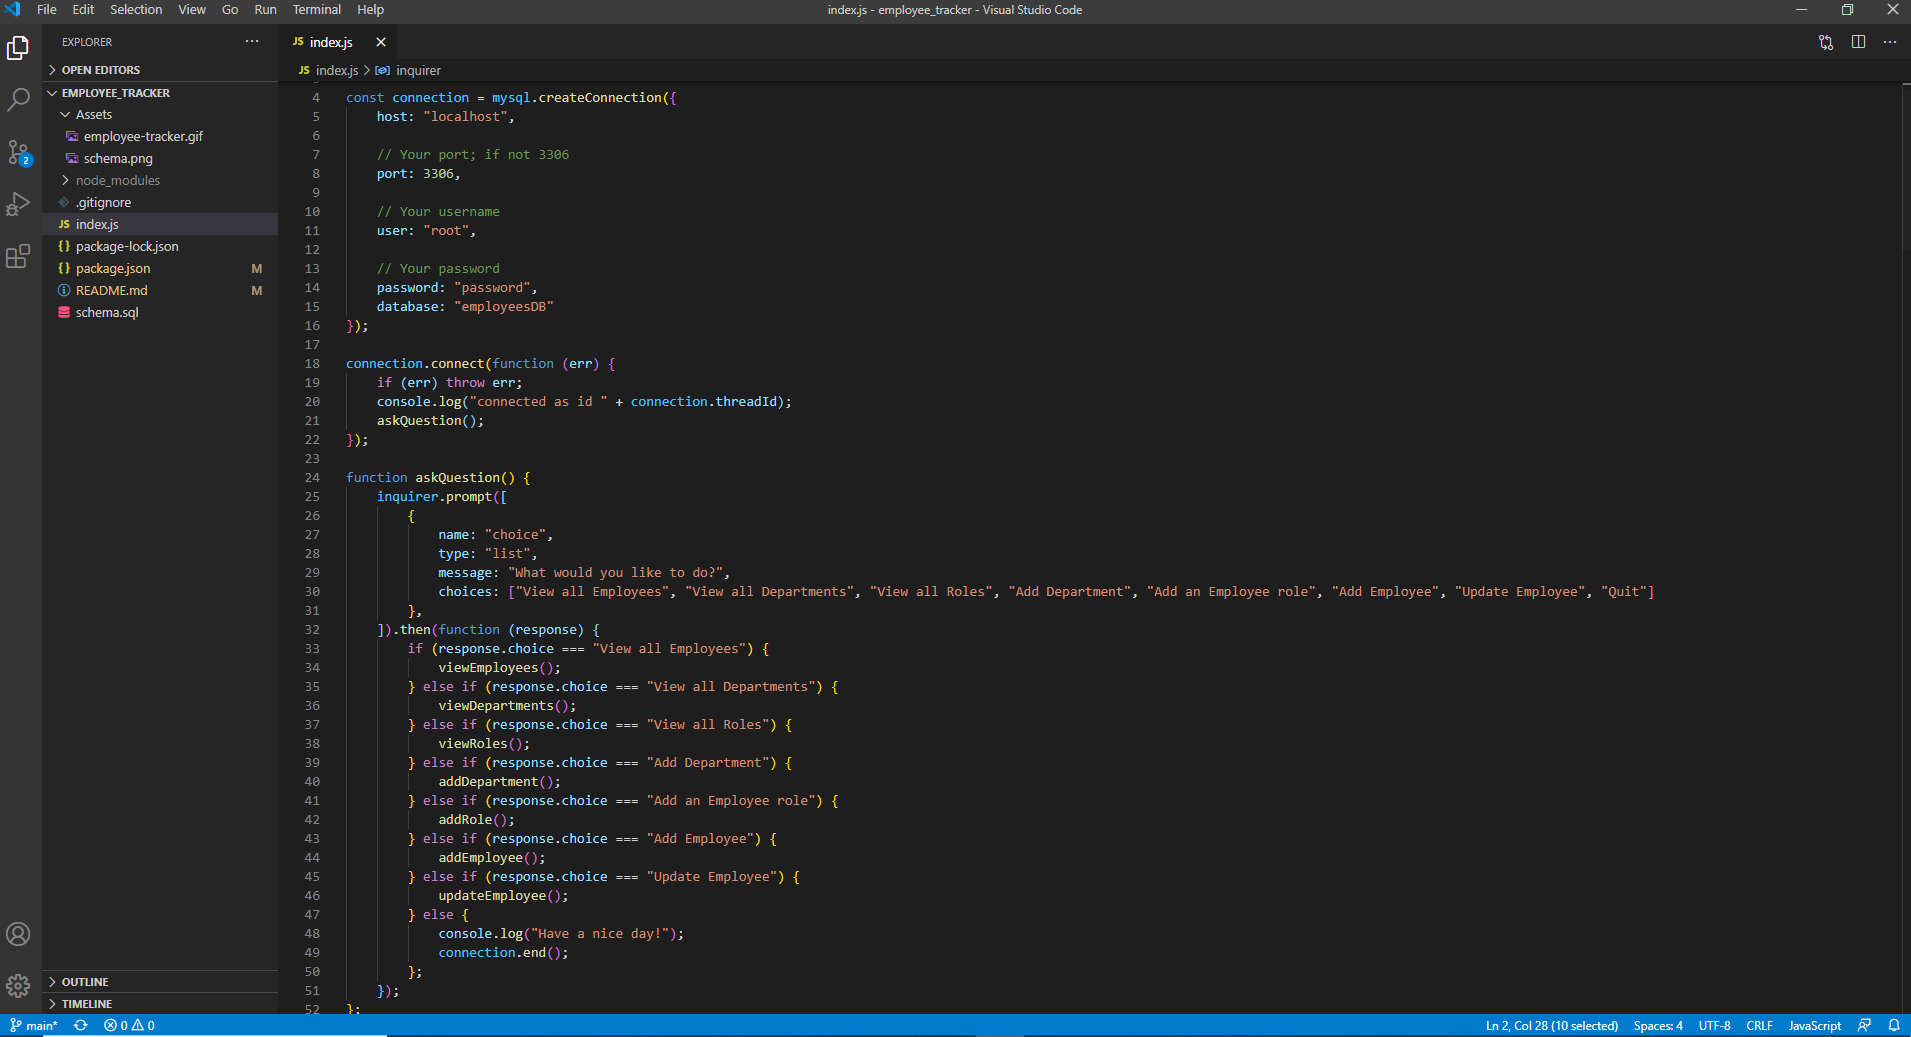 File Edit Selection View Go Run Terminal Help
index.js - employee_tracker - Visual Studio Code
EXPLORER
OPEN EDITORS
EMPLOYEE_TRACKER
Assets
employee-tracker.gif
schema.png
node_modules
.gitignore
JS index.js
{} package-lock.json
{} package.json M
README.md M
schema.sql
OUTLINE
TIMELINE
2
JS index.js
JS index.js > inquirer
4 const connection = mysql.createConnection({
5 host: "localhost",
6
7 // Your port; if not 3306
8 port: 3306,
9
10 // Your username
11 user: "root",
12
13 // Your password
14 password: "password",
15 database: "employeesDB"
16 });
17
18 connection.connect(function (err) {
19 if (err) throw err;
20 console.log("connected as id " + connection.threadId);
21 askQuestion();
22 });
23
24 function askQuestion() {
25 inquirer.prompt([
26 {
27 name: "choice",
28 type: "list",
29 message: "What would you like to do?",
30 choices: ["View all Employees", "View all Departments", "View all Roles", "Add Department", "Add an Employee role", "Add Employee", "Update Employee", "Quit"]
31 },
32 ]).then(function (response) {
33 if (response.choice === "View all Employees") {
34 viewEmployees();
35 } else if (response.choice === "View all Departments") {
36 viewDepartments();
37 } else if (response.choice === "View all Roles") {
38 viewRoles();
39 } else if (response.choice === "Add Department") {
40 addDepartment();
41 } else if (response.choice === "Add an Employee role") {
42 addRole();
43 } else if (response.choice === "Add Employee") {
44 addEmployee();
45 } else if (response.choice === "Update Employee") {
46 updateEmployee();
47 } else {
48 console.log("Have a nice day!");
49 connection.end();
50 };
51 });
52 };
main* 0 0
Ln 2, Col 28 (10 selected) Spaces: 4 UTF-8 CRLF JavaScript